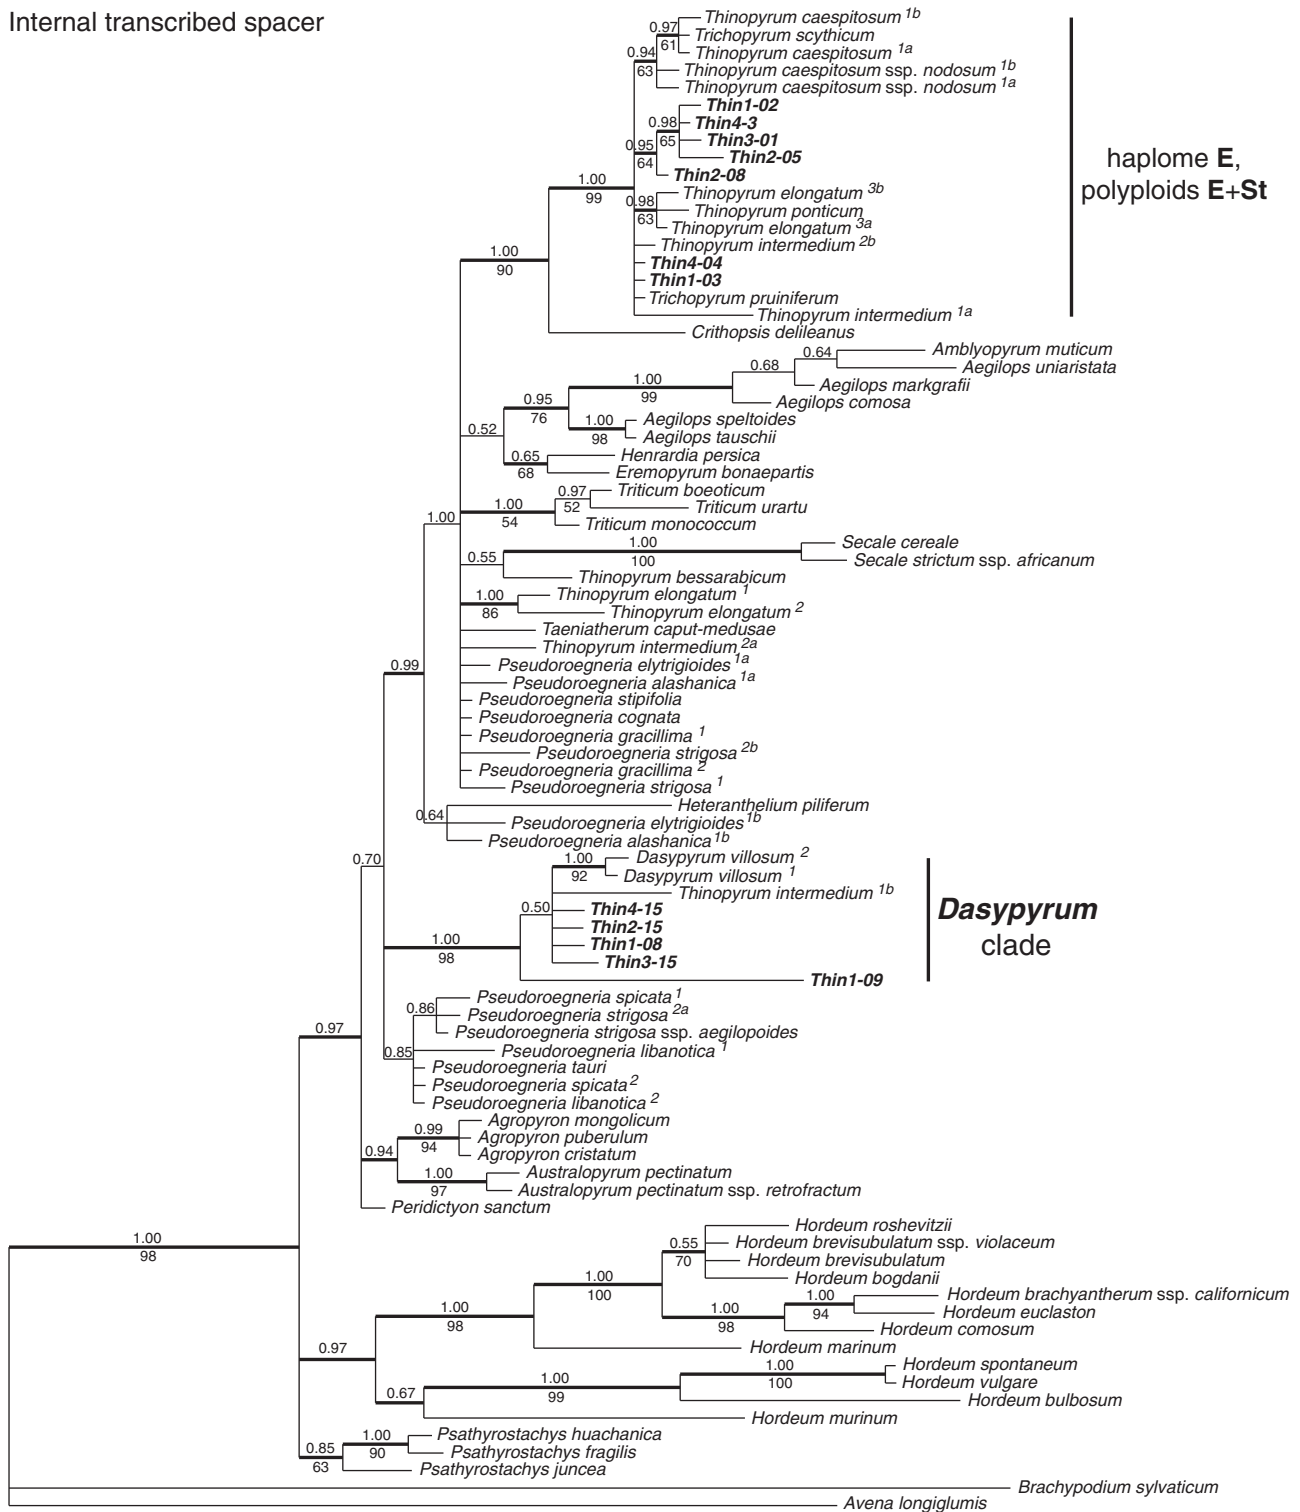 Internal transcribed spacer
Thinopyrum caespitosum 1b
0.97
Trichopyrum scythicum
61
Thinopyrum caespitosum 1a
0.94
63
Thinopyrum caespitosum ssp. nodosum 1b
Thinopyrum caespitosum ssp. nodosum 1a
Thin1-02
0.98
Thin4-3
65
Thin3-01
0.95
64
Thin2-05
Thin2-08
1.00
99
Thinopyrum elongatum 3b
0.98
63
Thinopyrum ponticum
Thinopyrum elongatum 3a
Thinopyrum intermedium 2b
1.00
90
Thin4-04
Thin1-03
Trichopyrum pruiniferum
Thinopyrum intermedium 1a
Crithopsis delileanus
haplome E,
polyploids E+St
0.64
Amblyopyrum muticum
0.68
Aegilops uniaristata
1.00
99
Aegilops markgrafii
0.95
76
Aegilops comosa
1.00
98
Aegilops speltoides
0.52
Aegilops tauschii
0.65
68
Henrardia persica
Eremopyrum bonaepartis
0.97
52
Triticum boeoticum
1.00
54
Triticum urartu
1.00
Triticum monococcum
1.00
100
Secale cereale
0.55
Secale strictum ssp. africanum
Thinopyrum bessarabicum
1.00
86
Thinopyrum elongatum 1
Thinopyrum elongatum 2
Taeniatherum caput-medusae
Thinopyrum intermedium 2a
0.99
Pseudoroegneria elytrigioides 1a
Pseudoroegneria alashanica 1a
Pseudoroegneria stipifolia
Pseudoroegneria cognata
Pseudoroegneria gracillima 1
Pseudoroegneria strigosa 2b
Pseudoroegneria gracillima 2
Pseudoroegneria strigosa 1
0.64
Heteranthelium piliferum
Pseudoroegneria elytrigioides 1b
Pseudoroegneria alashanica 1b
0.70
1.00
92
Dasypyrum villosum 2
Dasypyrum villosum 1
Thinopyrum intermedium 1b
0.50
Thin4-15
Thin2-15
1.00
98
Thin1-08
Thin3-15
Thin1-09
Dasypyrum
clade
0.86
Pseudoroegneria spicata 1
Pseudoroegneria strigosa 2a
0.97
Pseudoroegneria strigosa ssp. aegilopoides
0.85
Pseudoroegneria libanotica 1
Pseudoroegneria tauri
Pseudoroegneria spicata 2
Pseudoroegneria libanotica 2
0.99
94
Agropyron mongolicum
Agropyron puberulum
0.94
Agropyron cristatum
1.00
97
Australopyrum pectinatum
Australopyrum pectinatum ssp. retrofractum
Peridictyon sanctum
1.00
98
Hordeum roshevitzii
0.55
70
Hordeum brevisubulatum ssp. violaceum
Hordeum brevisubulatum
1.00
100
Hordeum bogdanii
1.00
94
Hordeum brachyantherum ssp. californicum
1.00
98
1.00
98
Hordeum euclaston
Hordeum comosum
0.97
Hordeum marinum
1.00
100
Hordeum spontaneum
1.00
99
Hordeum vulgare
0.67
Hordeum bulbosum
Hordeum murinum
1.00
90
Psathyrostachys huachanica
0.85
63
Psathyrostachys fragilis
Psathyrostachys juncea
Brachypodium sylvaticum
Avena longiglumis